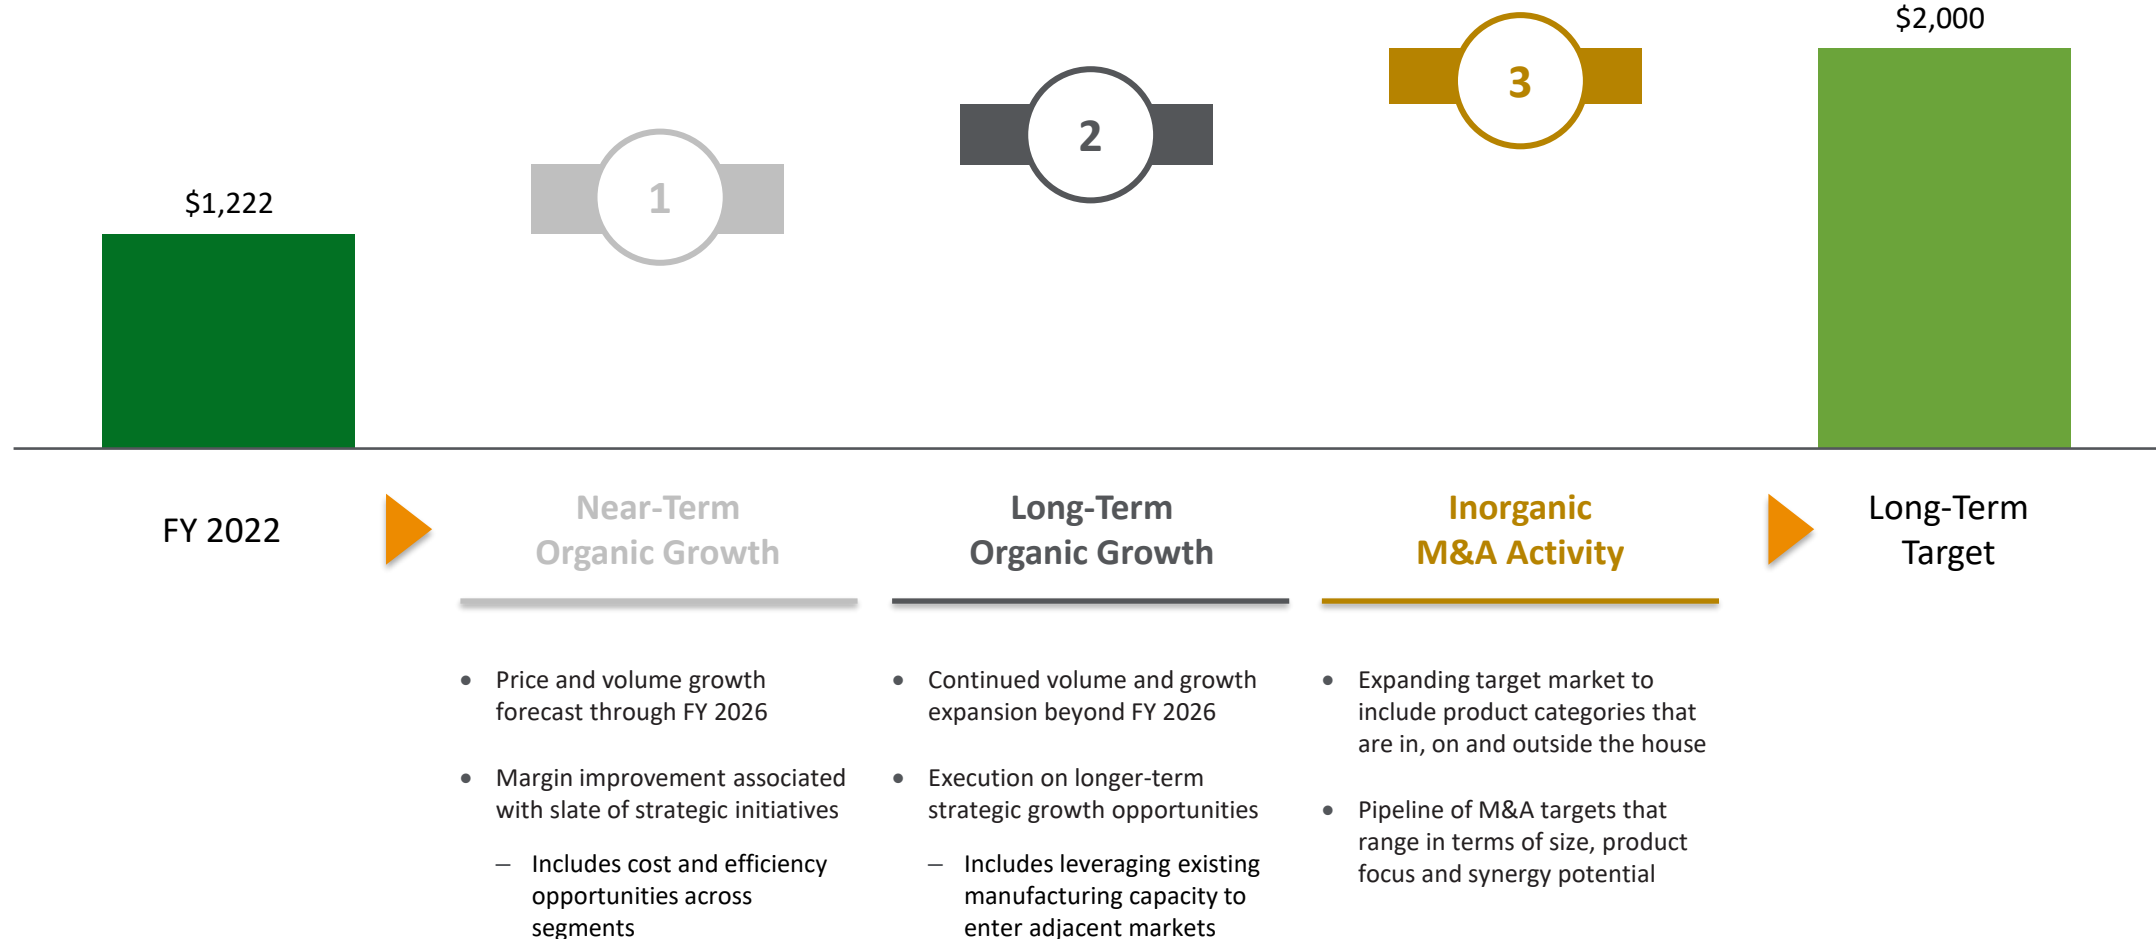 $2,000
3
2
1
$1,222
FY 2022
Near-Term
Organic Growth
Long-Term
Organic Growth
Inorganic
M&A Activity
Long-Term
Target
• Price and volume growth
forecast through FY 2026
• Margin improvement associated
with slate of strategic initiatives
– Includes cost and efficiency
opportunities across
segments
• Continued volume and growth
expansion beyond FY 2026
• Execution on longer-term
strategic growth opportunities
– Includes leveraging existing
manufacturing capacity to
enter adjacent markets
• Expanding target market to
include product categories that
are in, on and outside the house
• Pipeline of M&A targets that
range in terms of size, product
focus and synergy potential